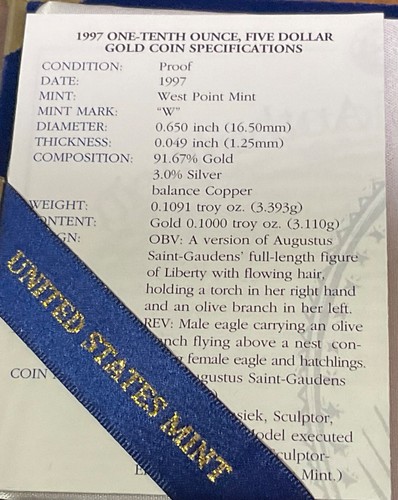 1997 ONE-TENTH OUNCE, FIVE DOLLAR
GOLD COIN SPECIFICATIONS
CONDITION: Proof
DATE: 1997
MINT: West Point Mint
MINT MARK: “W”
DIAMETER: 0.650 inch (16.50mm)
THICKNESS: 0.049 inch (1.25mm)
COMPOSITION: 91.67% Gold
3.0% Silver
balance Copper
WEIGHT: 0.1091 troy oz. (3.393g)
ONTENT: Gold 0.1000 troy oz. (3.110g)
GN: OBV: A version of Augustus
Saint-Gaudens' full-length figure
of Liberty with flowing hair,
holding a torch in her right hand
and an olive branch in her left.
REV: Male eagle carrying an olive
nch flying above a nest con-
female eagle and hatchlings.
COIN ugustus Saint-Gaudens
siek, Sculptor,
odel executed
culptor-
Mint.)
UNITED STATES MINT